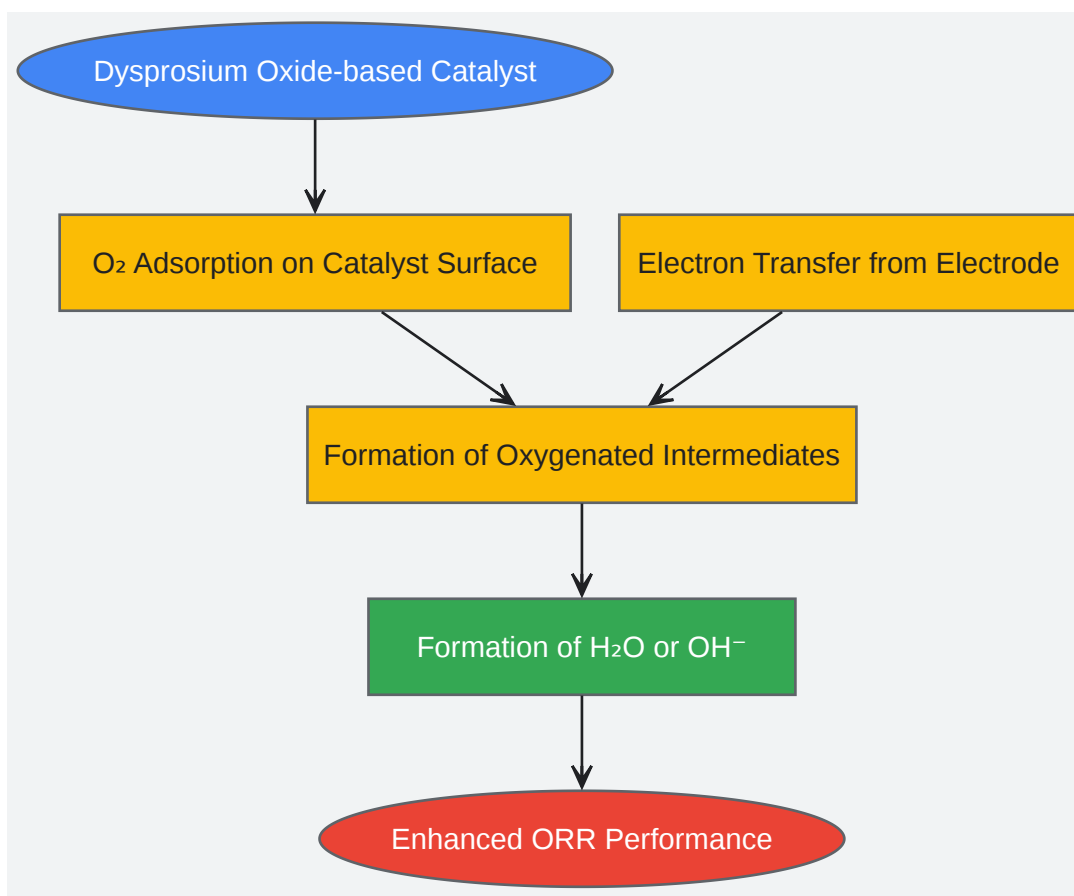 Dysprosium Oxide-based Catalyst
O₂ Adsorption on Catalyst Surface
Electron Transfer from Electrode
Formation of Oxygenated Intermediates
Formation of H₂O or OH⁻
Enhanced ORR Performance